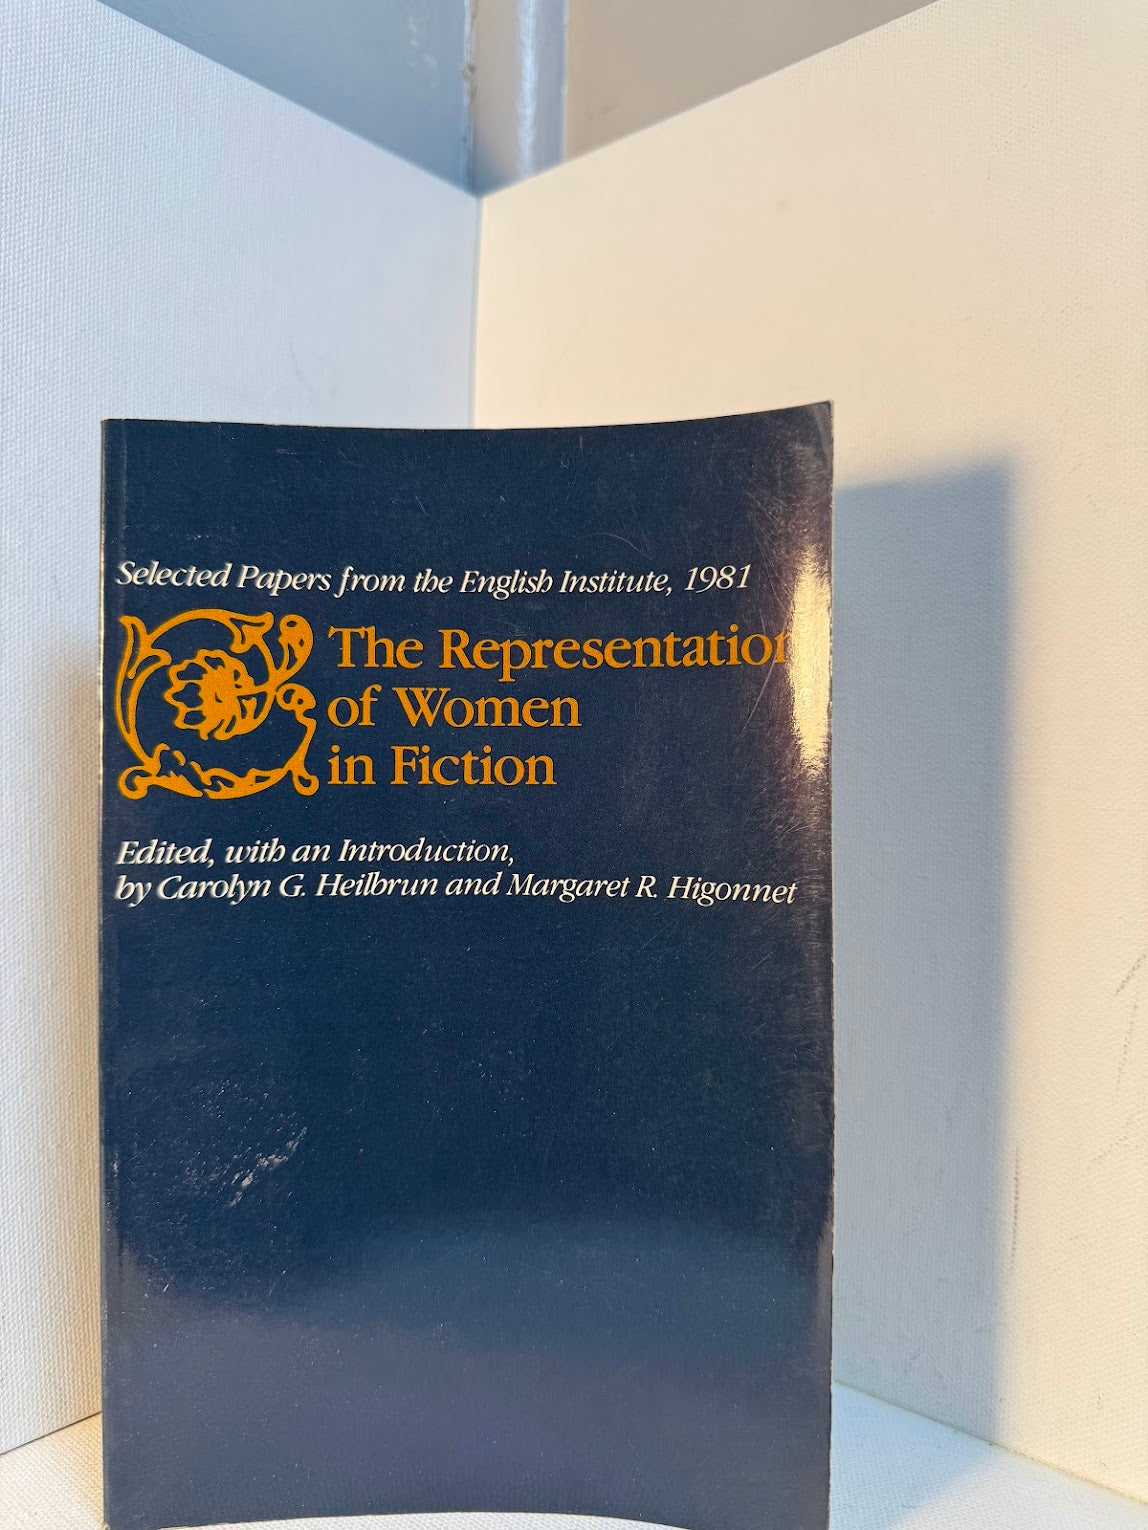 Selected Papers from the English Institute, 1981
The Representation
of Women
in Fiction
Edited, with an Introduction,
by Carolyn G. Heilbrun and Margaret R. Higonnet